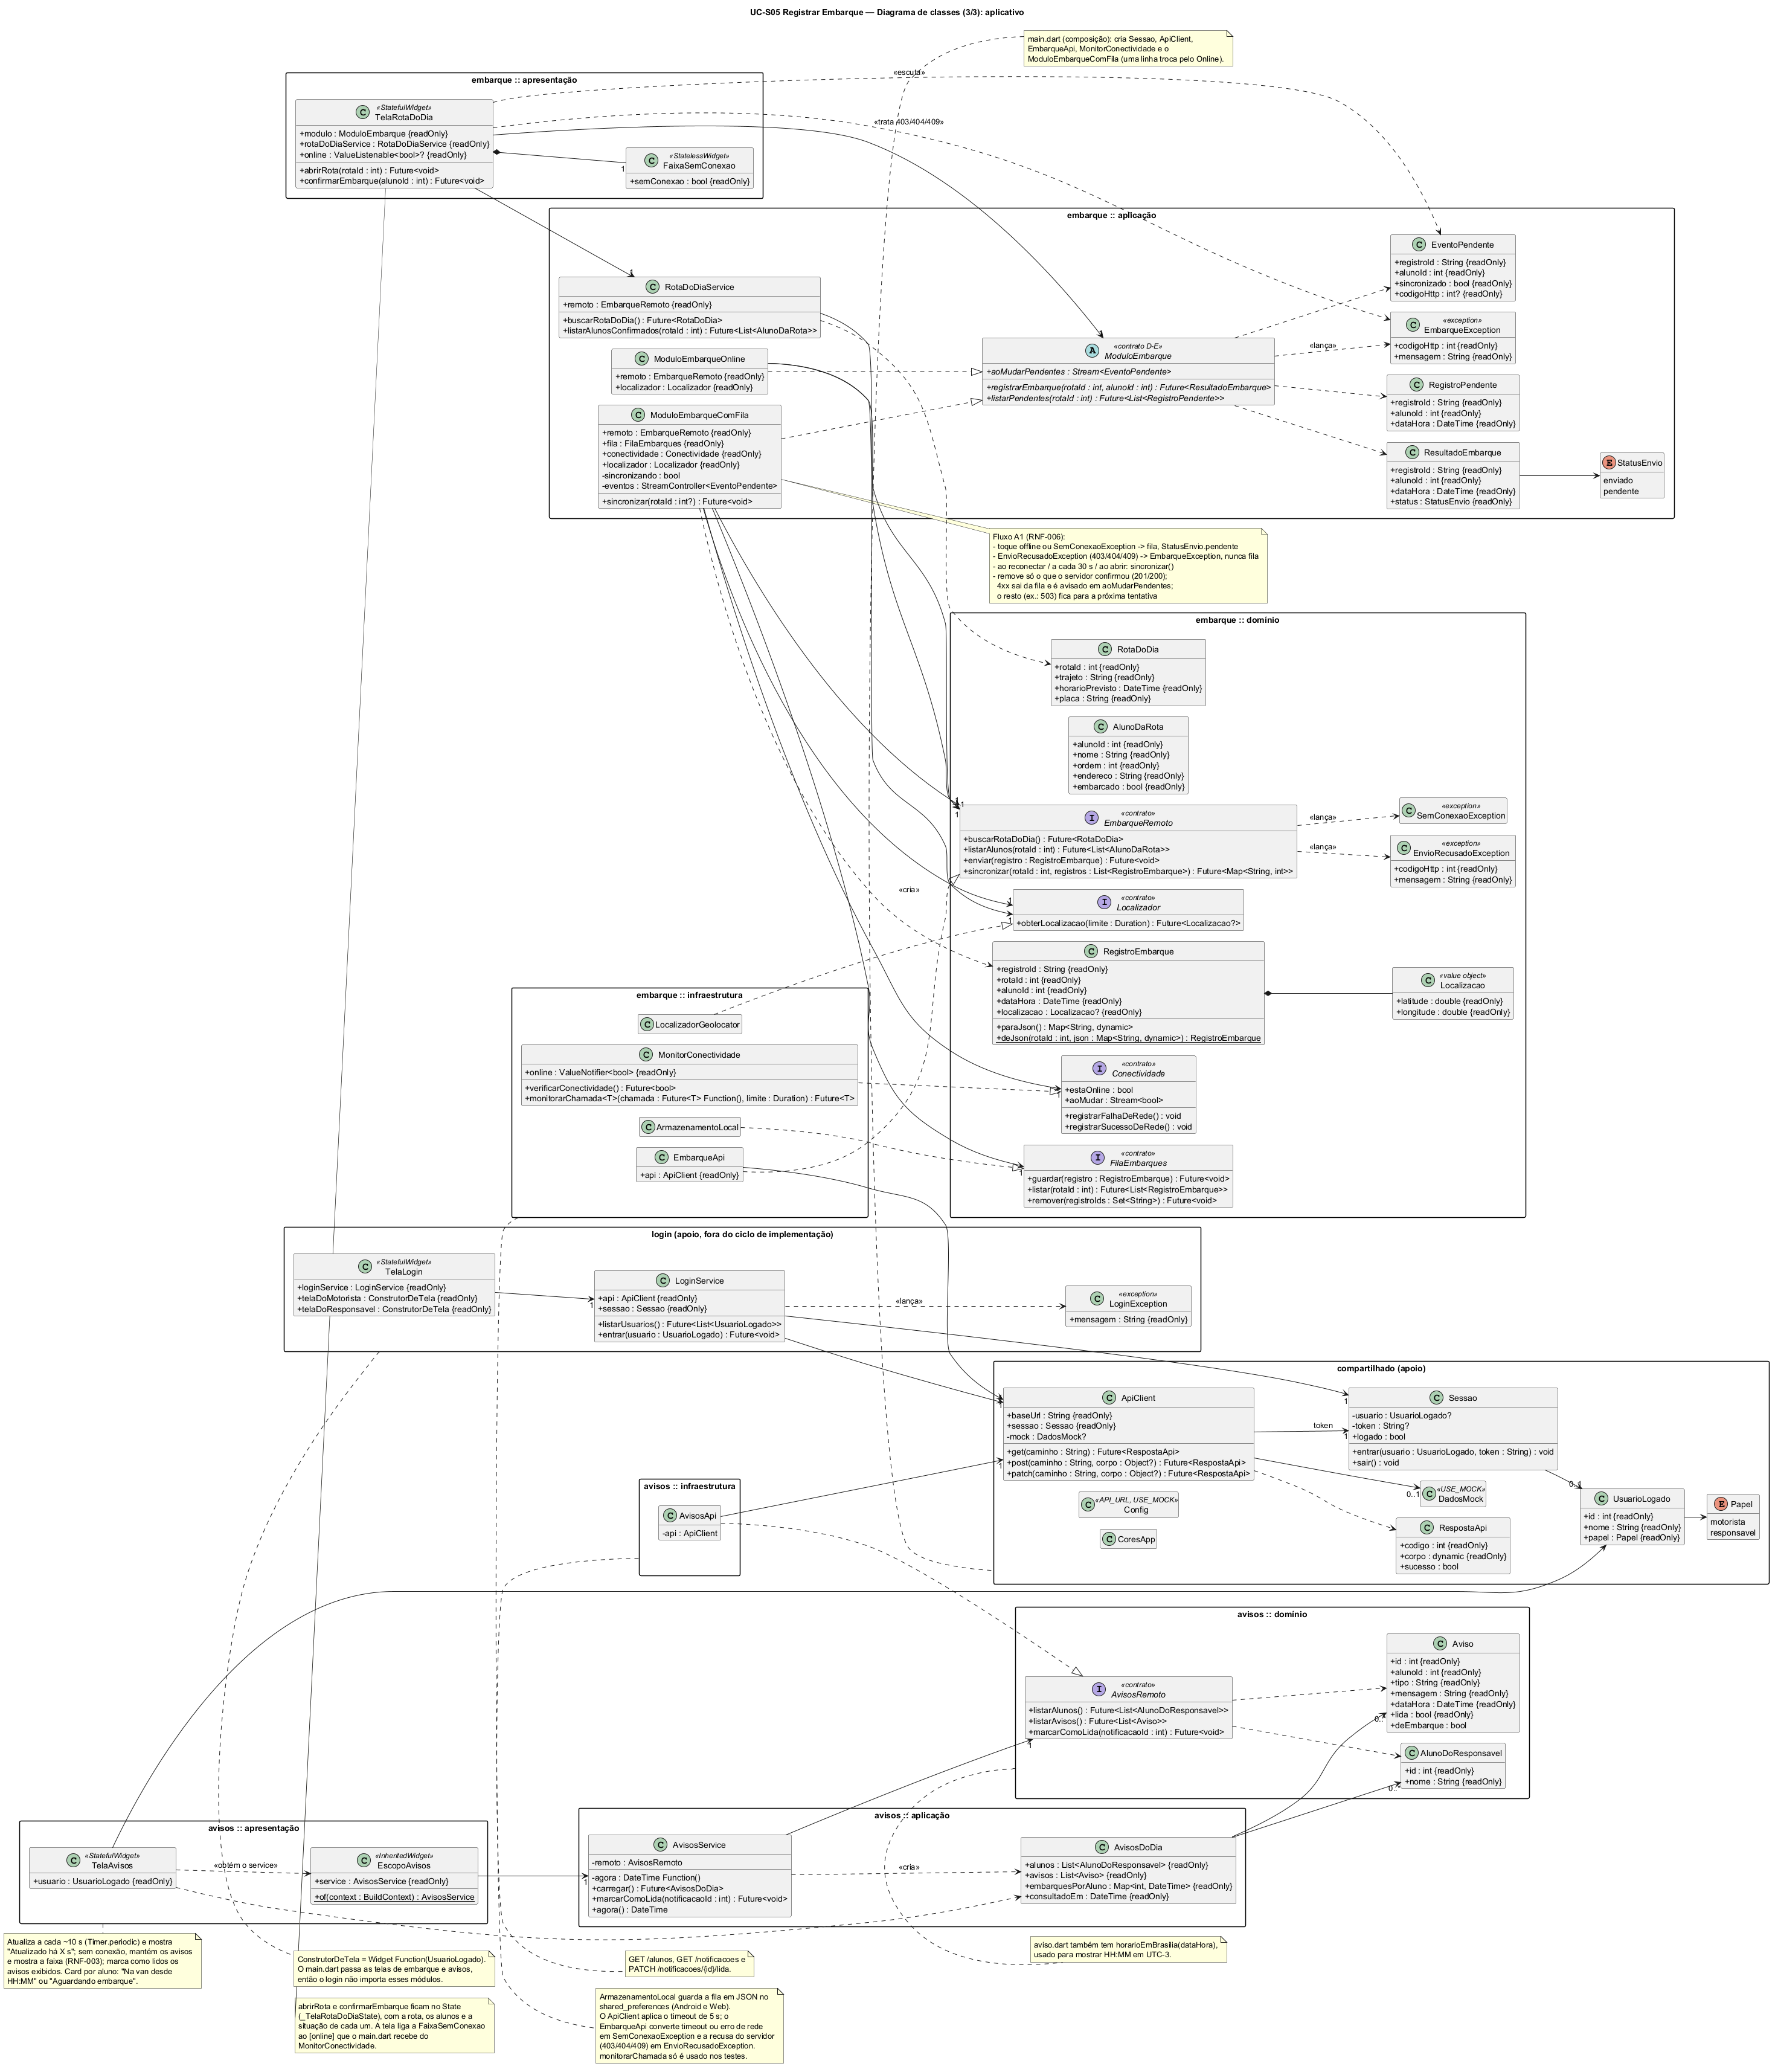 UC-S05 Registrar Embarque — Diagrama de classes (3/3): aplicativo
main.dart (composição): cria Sessao, ApiClient,
EmbarqueApi, MonitorConectividade e o
ModuloEmbarqueComFila (uma linha troca pelo Online).
embarque :: apresentação
«StatefulWidget»
TelaRotaDoDia
+modulo : ModuloEmbarque {readOnly}
+rotaDoDiaService : RotaDoDiaService {readOnly}
+online : ValueListenable<bool>? {readOnly}
+abrirRota(rotaId : int) : Future<void>
+confirmarEmbarque(alunoId : int) : Future<void>
«StatelessWidget»
FaixaSemConexao
+semConexao : bool {readOnly}
1
«escuta»
«trata 403/404/409»
embarque :: aplicação
RotaDoDiaService
+remoto : EmbarqueRemoto {readOnly}
+buscarRotaDoDia() : Future<RotaDoDia>
+listarAlunosConfirmados(rotaId : int) : Future<List<AlunoDaRota>>
1
ModuloEmbarqueOnline
+remoto : EmbarqueRemoto {readOnly}
+localizador : Localizador {readOnly}
ModuloEmbarqueComFila
+remoto : EmbarqueRemoto {readOnly}
+fila : FilaEmbarques {readOnly}
+conectividade : Conectividade {readOnly}
+localizador : Localizador {readOnly}
-sincronizando : bool
-eventos : StreamController<EventoPendente>
+sincronizar(rotaId : int?) : Future<void>
1
«contrato D-E»
ModuloEmbarque
+aoMudarPendentes : Stream<EventoPendente>
+registrarEmbarque(rotaId : int, alunoId : int) : Future<ResultadoEmbarque>
+listarPendentes(rotaId : int) : Future<List<RegistroPendente>>
«lança»
EventoPendente
+registroId : String {readOnly}
+alunoId : int {readOnly}
+sincronizado : bool {readOnly}
+codigoHttp : int? {readOnly}
«exception»
EmbarqueException
+codigoHttp : int {readOnly}
+mensagem : String {readOnly}
RegistroPendente
+registroId : String {readOnly}
+alunoId : int {readOnly}
+dataHora : DateTime {readOnly}
ResultadoEmbarque
+registroId : String {readOnly}
+alunoId : int {readOnly}
+dataHora : DateTime {readOnly}
+status : StatusEnvio {readOnly}
StatusEnvio
enviado
pendente
Fluxo A1 (RNF-006):
- toque offline ou SemConexaoException -> fila, StatusEnvio.pendente
- EnvioRecusadoException (403/404/409) -> EmbarqueException, nunca fila
- ao reconectar / a cada 30 s / ao abrir: sincronizar()
- remove só o que o servidor confirmou (201/200);
4xx sai da fila e é avisado em aoMudarPendentes;
o resto (ex.: 503) fica para a próxima tentativa
embarque :: domínio
RotaDoDia
+rotaId : int {readOnly}
+trajeto : String {readOnly}
+horarioPrevisto : DateTime {readOnly}
+placa : String {readOnly}
AlunoDaRota
+alunoId : int {readOnly}
+nome : String {readOnly}
+ordem : int {readOnly}
+endereco : String {readOnly}
+embarcado : bool {readOnly}
1
1
1
«contrato»
EmbarqueRemoto
+buscarRotaDoDia() : Future<RotaDoDia>
+listarAlunos(rotaId : int) : Future<List<AlunoDaRota>>
+enviar(registro : RegistroEmbarque) : Future<void>
+sincronizar(rotaId : int, registros : List<RegistroEmbarque>) : Future<Map<String, int>>
«lança»
«lança»
«exception»
SemConexaoException
«exception»
EnvioRecusadoException
+codigoHttp : int {readOnly}
+mensagem : String {readOnly}
«cria»
1
1
«contrato»
Localizador
+obterLocalizacao(limite : Duration) : Future<Localizacao?>
RegistroEmbarque
+registroId : String {readOnly}
+rotaId : int {readOnly}
+alunoId : int {readOnly}
+dataHora : DateTime {readOnly}
+localizacao : Localizacao? {readOnly}
+paraJson() : Map<String, dynamic>
+deJson(rotaId : int, json : Map<String, dynamic>) : RegistroEmbarque
«value object»
Localizacao
+latitude : double {readOnly}
+longitude : double {readOnly}
1
«contrato»
Conectividade
+estaOnline : bool
+aoMudar : Stream<bool>
+registrarFalhaDeRede() : void
+registrarSucessoDeRede() : void
1
«contrato»
FilaEmbarques
+guardar(registro : RegistroEmbarque) : Future<void>
+listar(rotaId : int) : Future<List<RegistroEmbarque>>
+remover(registroIds : Set<String>) : Future<void>
embarque :: infraestrutura
LocalizadorGeolocator
MonitorConectividade
+online : ValueNotifier<bool> {readOnly}
+verificarConectividade() : Future<bool>
+monitorarChamada<T>(chamada : Future<T> Function(), limite : Duration) : Future<T>
ArmazenamentoLocal
EmbarqueApi
+api : ApiClient {readOnly}
login (apoio, fora do ciclo de implementação)
«StatefulWidget»
TelaLogin
+loginService : LoginService {readOnly}
+telaDoMotorista : ConstrutorDeTela {readOnly}
+telaDoResponsavel : ConstrutorDeTela {readOnly}
1
LoginService
+api : ApiClient {readOnly}
+sessao : Sessao {readOnly}
+listarUsuarios() : Future<List<UsuarioLogado>>
+entrar(usuario : UsuarioLogado) : Future<void>
«lança»
«exception»
LoginException
+mensagem : String {readOnly}
compartilhado (apoio)
1
1
ApiClient
+baseUrl : String {readOnly}
+sessao : Sessao {readOnly}
-mock : DadosMock?
+get(caminho : String) : Future<RespostaApi>
+post(caminho : String, corpo : Object?) : Future<RespostaApi>
+patch(caminho : String, corpo : Object?) : Future<RespostaApi>
token
1
1
Sessao
-usuario : UsuarioLogado?
-token : String?
+logado : bool
+entrar(usuario : UsuarioLogado, token : String) : void
+sair() : void
0..1
«API_URL, USE_MOCK»
Config
CoresApp
«USE_MOCK»
DadosMock
RespostaApi
+codigo : int {readOnly}
+corpo : dynamic {readOnly}
+sucesso : bool
UsuarioLogado
+id : int {readOnly}
+nome : String {readOnly}
+papel : Papel {readOnly}
Papel
motorista
responsavel
avisos :: infraestrutura
AvisosApi
-api : ApiClient
avisos :: domínio
«contrato»
AvisosRemoto
+listarAlunos() : Future<List<AlunoDoResponsavel>>
+listarAvisos() : Future<List<Aviso>>
+marcarComoLida(notificacaoId : int) : Future<void>
1
Aviso
+id : int {readOnly}
+alunoId : int {readOnly}
+tipo : String {readOnly}
+mensagem : String {readOnly}
+dataHora : DateTime {readOnly}
+lida : bool {readOnly}
+deEmbarque : bool
AlunoDoResponsavel
+id : int {readOnly}
+nome : String {readOnly}
avisos :: apresentação
«StatefulWidget»
TelaAvisos
+usuario : UsuarioLogado {readOnly}
«obtém o service»
«InheritedWidget»
EscopoAvisos
+service : AvisosService {readOnly}
+of(context : BuildContext) : AvisosService
avisos :: aplicação
1
AvisosService
-remoto : AvisosRemoto
-agora : DateTime Function()
+carregar() : Future<AvisosDoDia>
+marcarComoLida(notificacaoId : int) : Future<void>
+agora() : DateTime
«cria»
AvisosDoDia
+alunos : List<AlunoDoResponsavel> {readOnly}
+avisos : List<Aviso> {readOnly}
+embarquesPorAluno : Map<int, DateTime> {readOnly}
+consultadoEm : DateTime {readOnly}
Atualiza a cada ~10 s (Timer.periodic) e mostra
"Atualizado há X s"; sem conexão, mantém os avisos
e mostra a faixa (RNF-003); marca como lidos os
avisos exibidos. Card por aluno: "Na van desde
HH:MM" ou "Aguardando embarque".
ConstrutorDeTela = Widget Function(UsuarioLogado).
O main.dart passa as telas de embarque e avisos,
então o login não importa esses módulos.
GET /alunos, GET /notificacoes e
PATCH /notificacoes/{id}/lida.
aviso.dart também tem horarioEmBrasilia(dataHora),
usado para mostrar HH:MM em UTC-3.
abrirRota e confirmarEmbarque ficam no State
(_TelaRotaDoDiaState), com a rota, os alunos e a
situação de cada um. A tela liga a FaixaSemConexao
ao [online] que o main.dart recebe do
MonitorConectividade.
ArmazenamentoLocal guarda a fila em JSON no
shared_preferences (Android e Web).
O ApiClient aplica o timeout de 5 s; o
EmbarqueApi converte timeout ou erro de rede
em SemConexaoException e a recusa do servidor
(403/404/409) em EnvioRecusadoException.
monitorarChamada só é usado nos testes.